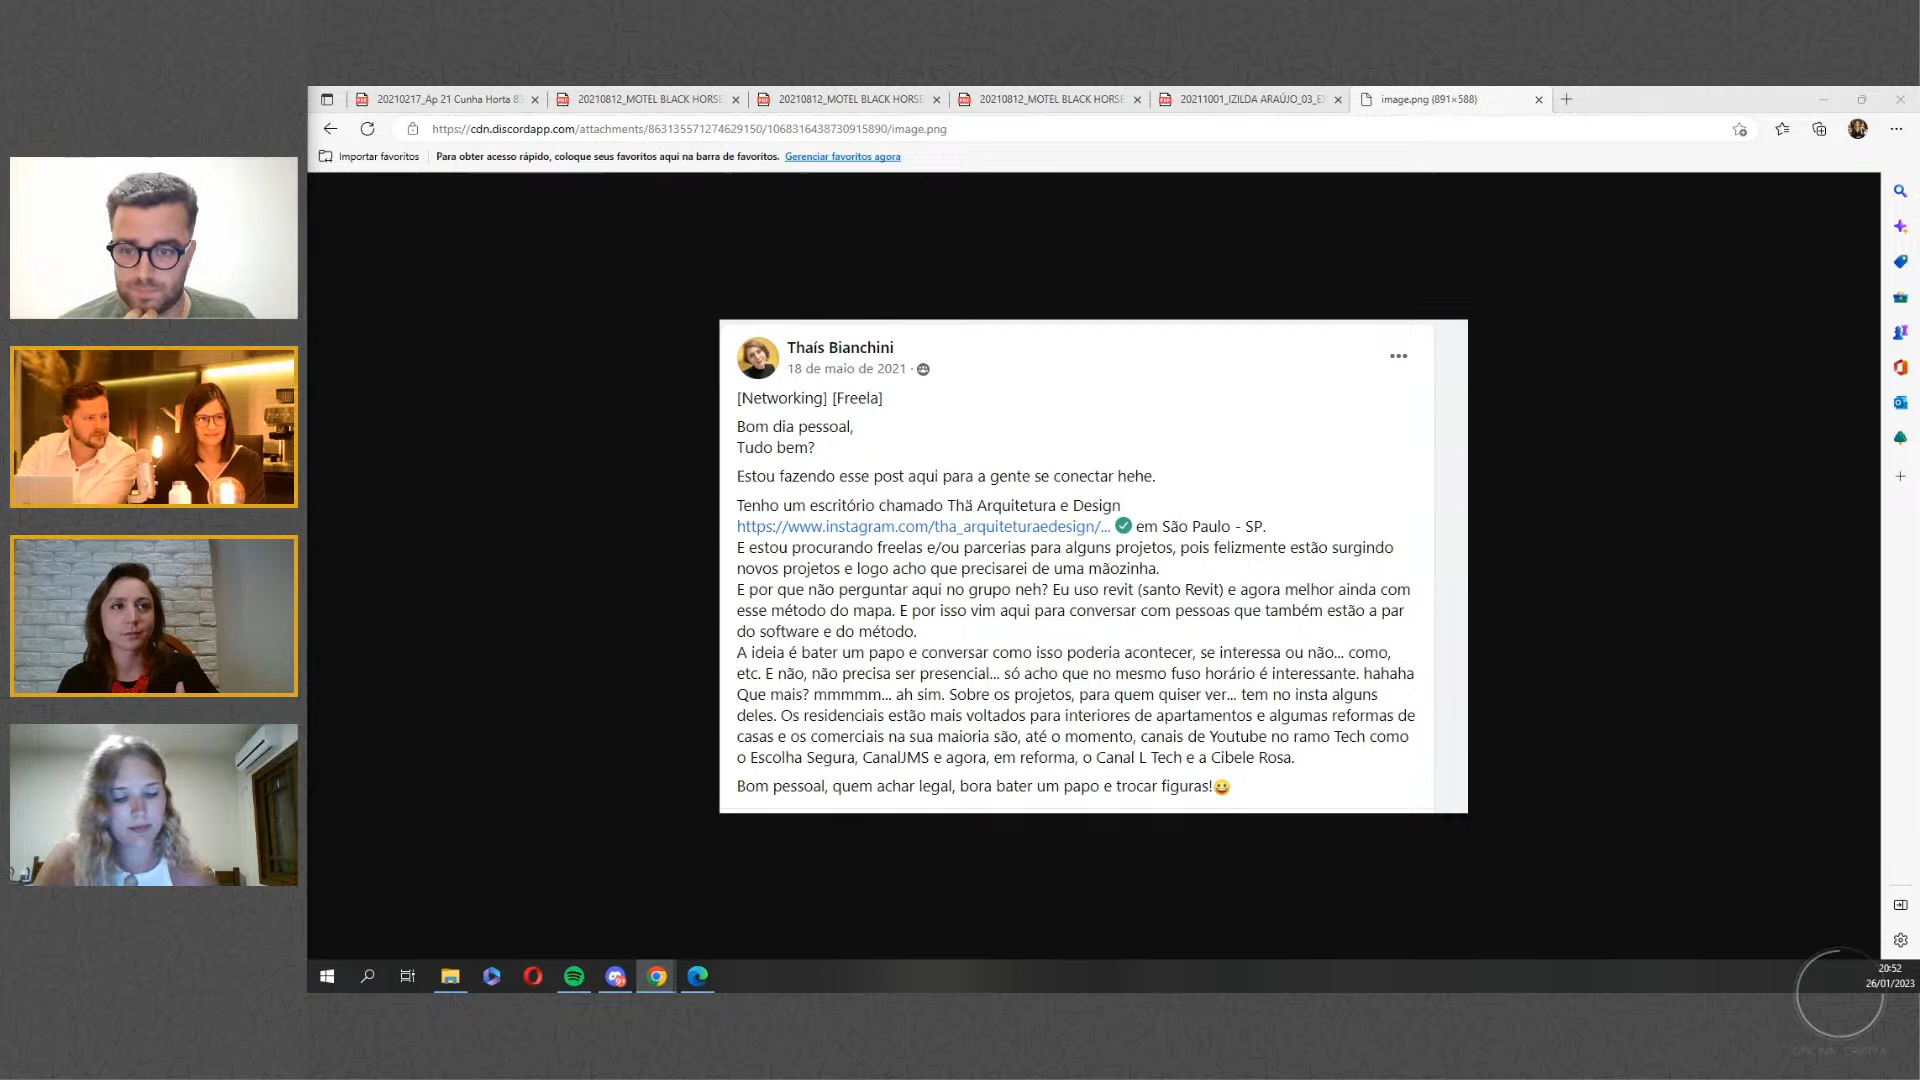 20210217_Ap 21 Cunha Horta 83
20210812_MOTEL BLACK HORSE
20210812_MOTEL BLACK HORSE
20210812_MOTEL BLACK HORSE
20211001_IZILDA ARAÚJO_03_E
image.png (891×588)
https://cdn.discordapp.com/attachments/863135571274629150/1068316438730915890/image.png
Importar favoritos
Para obter acesso rápido, coloque seus favoritos aqui na barra de favoritos. Gerenciar favoritos agora
Thaís Bianchini
18 de maio de 2021 ·
[Networking] [Freela]
Bom dia pessoal,
Tudo bem?
Estou fazendo esse post aqui para a gente se conectar hehe.
Tenho um escritório chamado Thä Arquitetura e Design
https://www.instagram.com/tha_arquiteturaedesign/... em São Paulo - SP.
E estou procurando freelas e/ou parcerias para alguns projetos, pois felizmente estão surgindo
novos projetos e logo acho que precisarei de uma mãozinha.
E por que não perguntar aqui no grupo neh? Eu uso revit (santo Revit) e agora melhor ainda com
esse método do mapa. E por isso vim aqui para conversar com pessoas que também estão a par
do software e do método.
A ideia é bater um papo e conversar como isso poderia acontecer, se interessa ou não... como,
etc. E não, não precisa ser presencial... só acho que no mesmo fuso horário é interessante. hahaha
Que mais? mmmmm... ah sim. Sobre os projetos, para quem quiser ver... tem no insta alguns
deles. Os residenciais estão mais voltados para interiores de apartamentos e algumas reformas de
casas e os comerciais na sua maioria são, até o momento, canais de Youtube no ramo Tech como
o Escolha Segura, CanalJMS e agora, em reforma, o Canal L Tech e a Cibele Rosa.
Bom pessoal, quem achar legal, bora bater um papo e trocar figuras!😀
20:52
26/01/2023